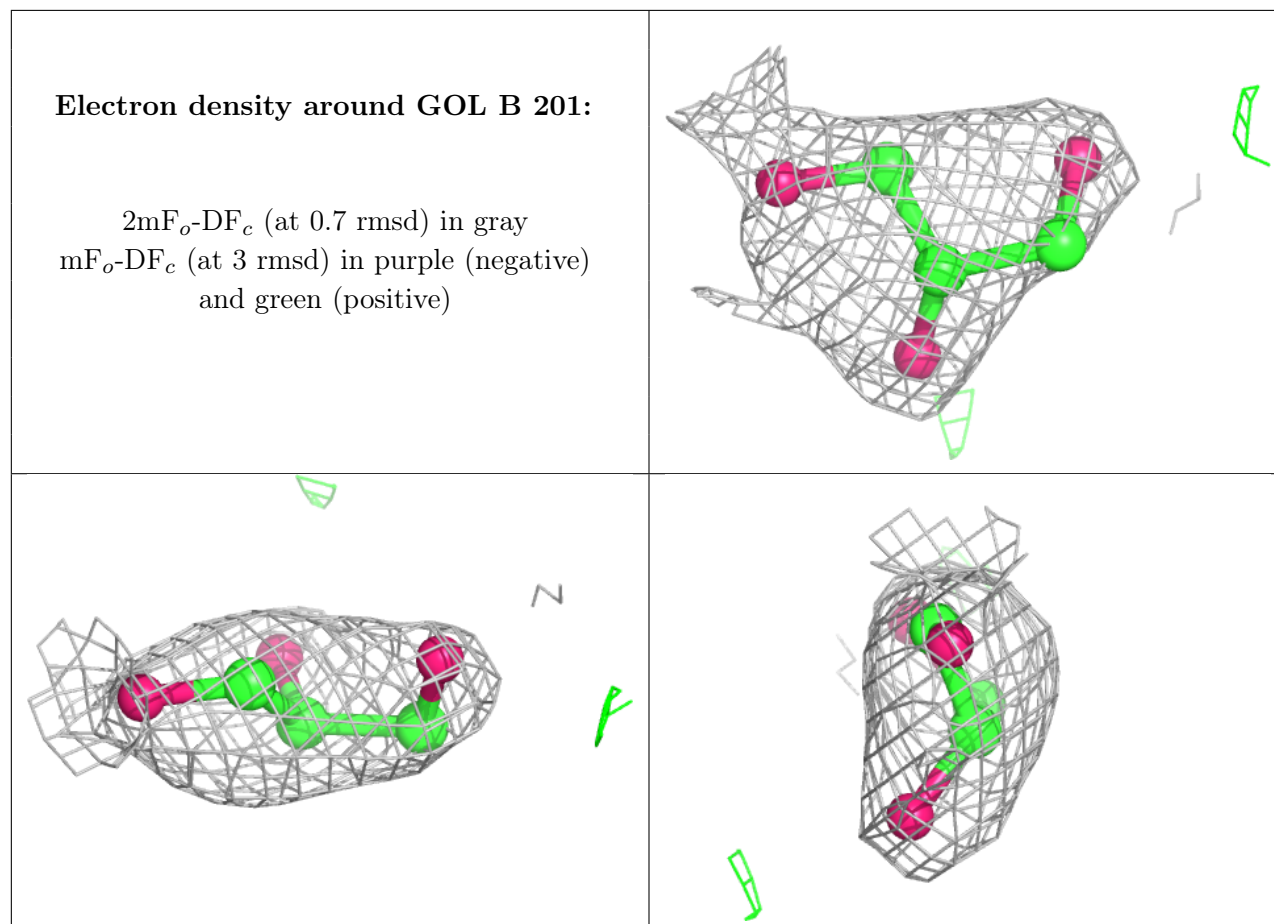 Electron density around GOL B 201:
2mFo-DFc (at 0.7 rmsd) in gray
mFo-DFc (at 3 rmsd) in purple (negative)
and green (positive)